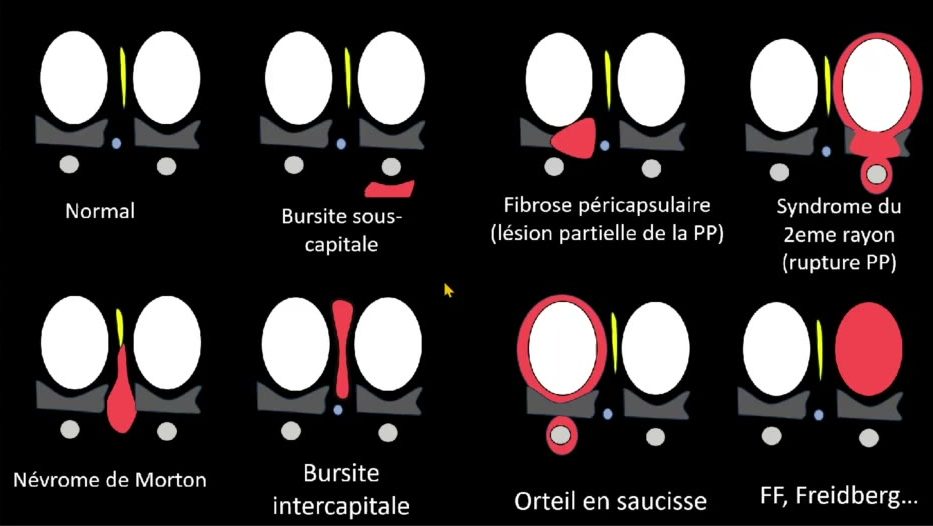 Normal
Bursite sous-
capitale
Fibrose péricapsulaire
(lésion partielle de la PP)
Syndrome du
2eme rayon
(rupture PP)
Névrome de Morton
Bursite
intercapitale
Orteil en saucisse
FF, Freidberg...